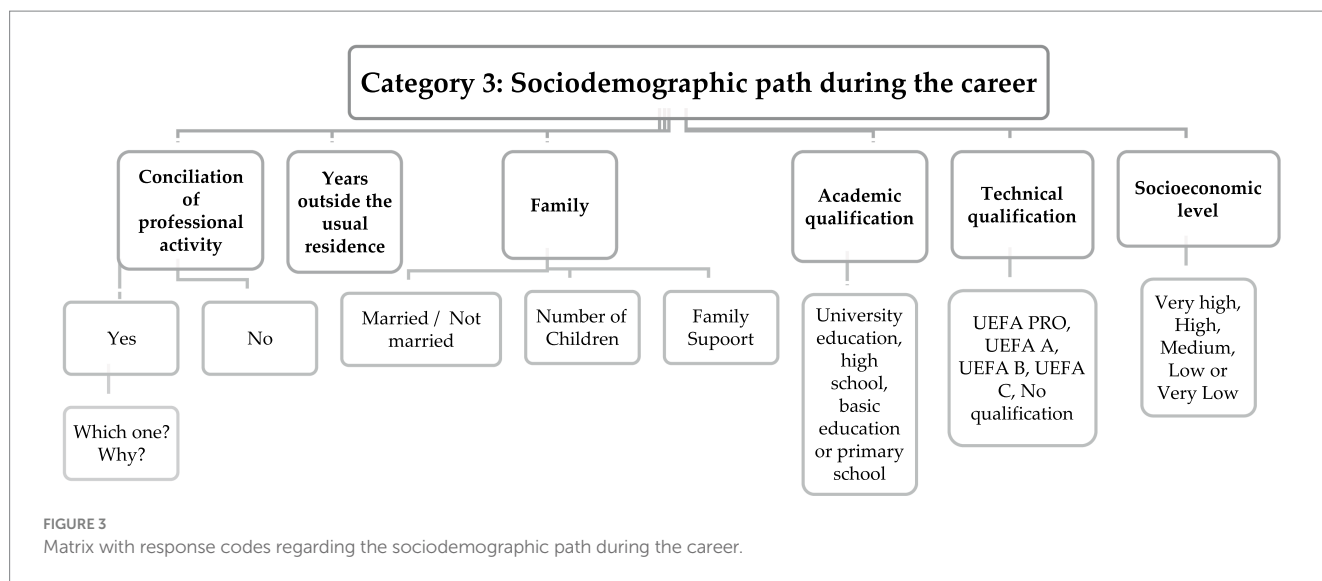 Category 3: Sociodemographic path during the career
Conciliation
of
professional
activity
Years
outside the
usual
residence
Family
Academic
qualification
Technical
qualification
Socioeconomic
level
Yes
No
Married /  Not
married
Number of
Children
Family
Supoort
University
education,
high
school,
basic
education
or primary
school
UEFA PRO,
UEFA A,
UEFA B, UEFA
C, No
qualification
Very high,
High,
Medium,
Low or
Very Low
Which one?
Why?
FIGURE 3
Matrix with response codes regarding the sociodemographic path during the career.